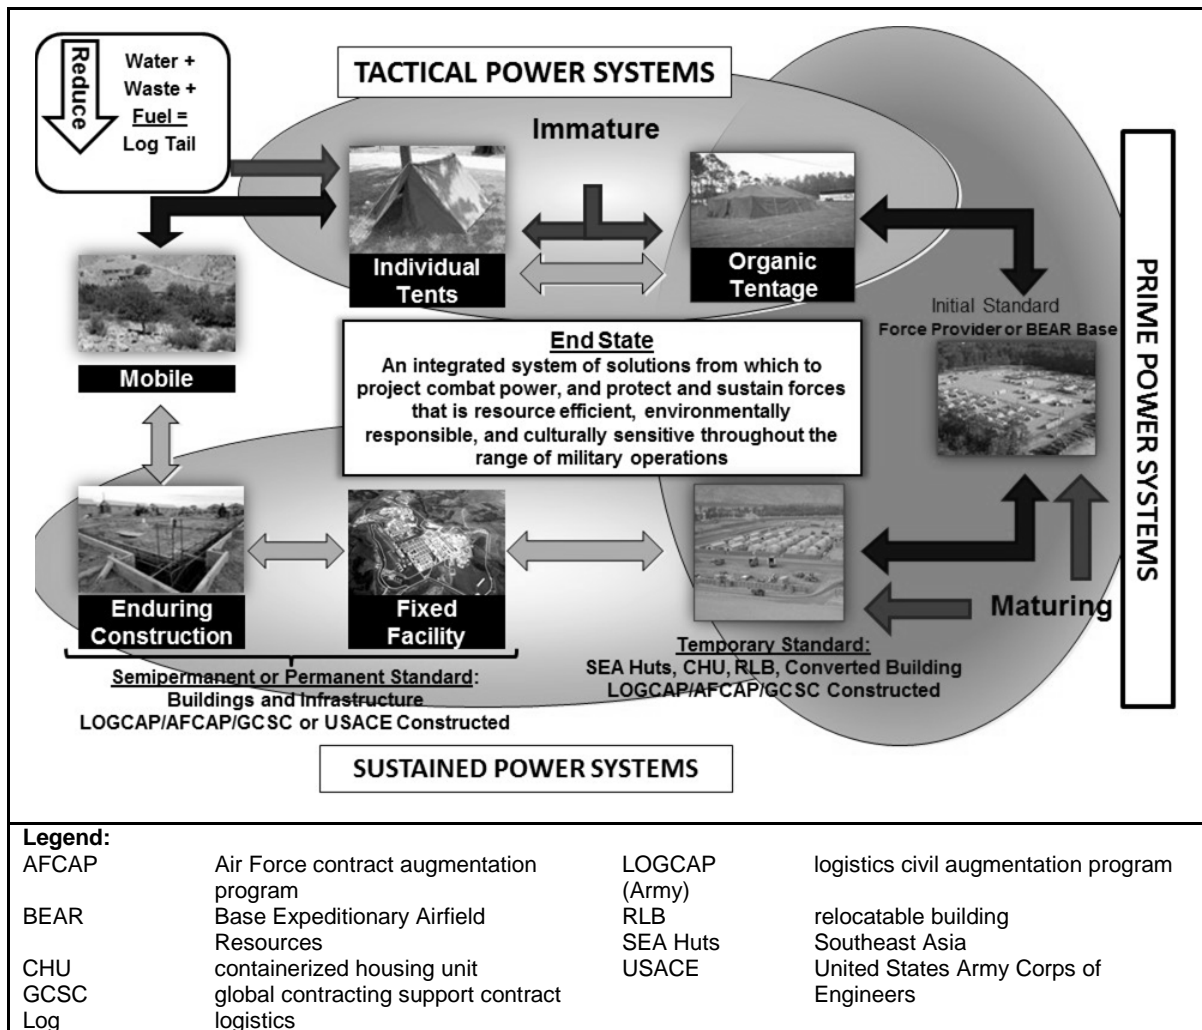 Reduce
Water +
Waste +
Fuel =
Log Tail
TACTICAL POWER SYSTEMS
Immature
Individual
Tents
Organic
Tentage
Mobile
Initial Standard
Force Provider or BEAR Base
PRIME POWER SYSTEMS
End State
An integrated system of solutions from which to
project combat power, and protect and sustain forces
that is resource efficient, environmentally
responsible, and culturally sensitive throughout the
range of military operations
Enduring
Construction
Fixed
Facility
Maturing
Semipermanent or Permanent Standard:
Buildings and Infrastructure
LOGCAP/AFCAP/GCSC or USACE Constructed
Temporary Standard:
SEA Huts, CHU, RLB, Converted Building
LOGCAP/AFCAP/GCSC Constructed
SUSTAINED POWER SYSTEMS
Legend:
AFCAP Air Force contract augmentation
program
BEAR Base Expeditionary Airfield
Resources
CHU containerized housing unit
GCSC global contracting support contract
Log logistics
LOGCAP logistics civil augmentation program
(Army)
RLB relocatable building
SEA Huts Southeast Asia
USACE United States Army Corps of
Engineers